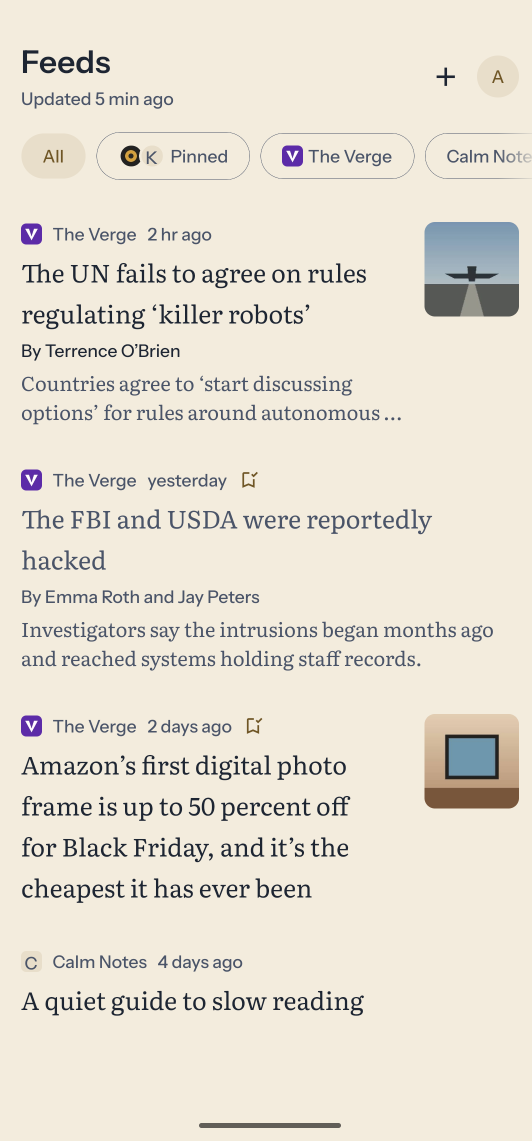 Feeds
Updated 5 min ago
A
All
K Pinned
The Verge
Calm Note
The Verge 2 hr ago
The UN fails to agree on rules
regulating ‘killer robots’
By Terrence O’Brien
Countries agree to ‘start discussing
options’ for rules around autonomous ...
The Verge yesterday
The FBI and USDA were reportedly
hacked
By Emma Roth and Jay Peters
Investigators say the intrusions began months ago
and reached systems holding staff records.
The Verge 2 days ago
Amazon’s first digital photo
frame is up to 50 percent off
for Black Friday, and it’s the
cheapest it has ever been
C Calm Notes 4 days ago
A quiet guide to slow reading